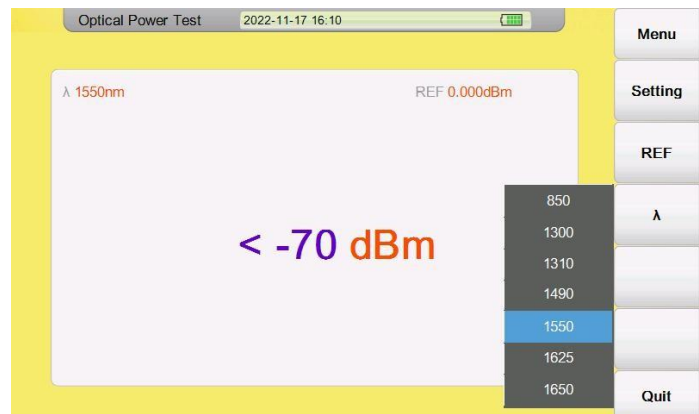 Optical Power Test 2022-11-17 16:10
Menu
λ 1550nm REF 0.000dBm
Setting
REF
λ
< -70 dBm
850
1300
1310
1490
1550
1625
1650
Quit